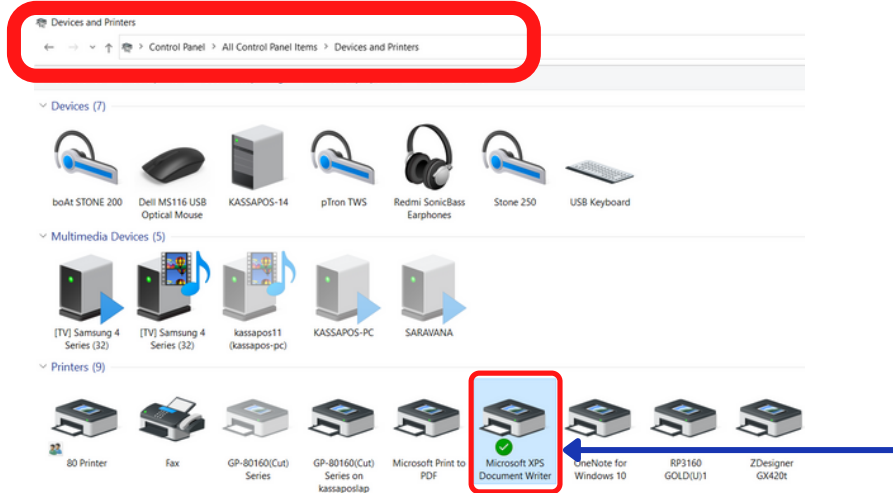 Devices and Printers
Control Panel > All Control Panel Items > Devices and Printers
Devices (7)
boAt STONE 200
Dell MS116 USB
Optical Mouse
KASSAPOS-14
pTron TWS
Redmi SonicBass
Earphones
Stone 250
USB Keyboard
Multimedia Devices (5)
[TV] Samsung 4
Series (32)
[TV] Samsung 4
Series (32)
kassapos11
(kassapos-pc)
KASSAPOS-PC
SARAVANA
Printers (9)
80 Printer
Fax
GP-80160(Cut)
Series
GP-80160(Cut)
Series on
kassaposlap
Microsoft Print to
PDF
Microsoft XPS
Document Writer
OneNote for
Windows 10
RP3160
GOLD(U)1
ZDesigner
GX420t